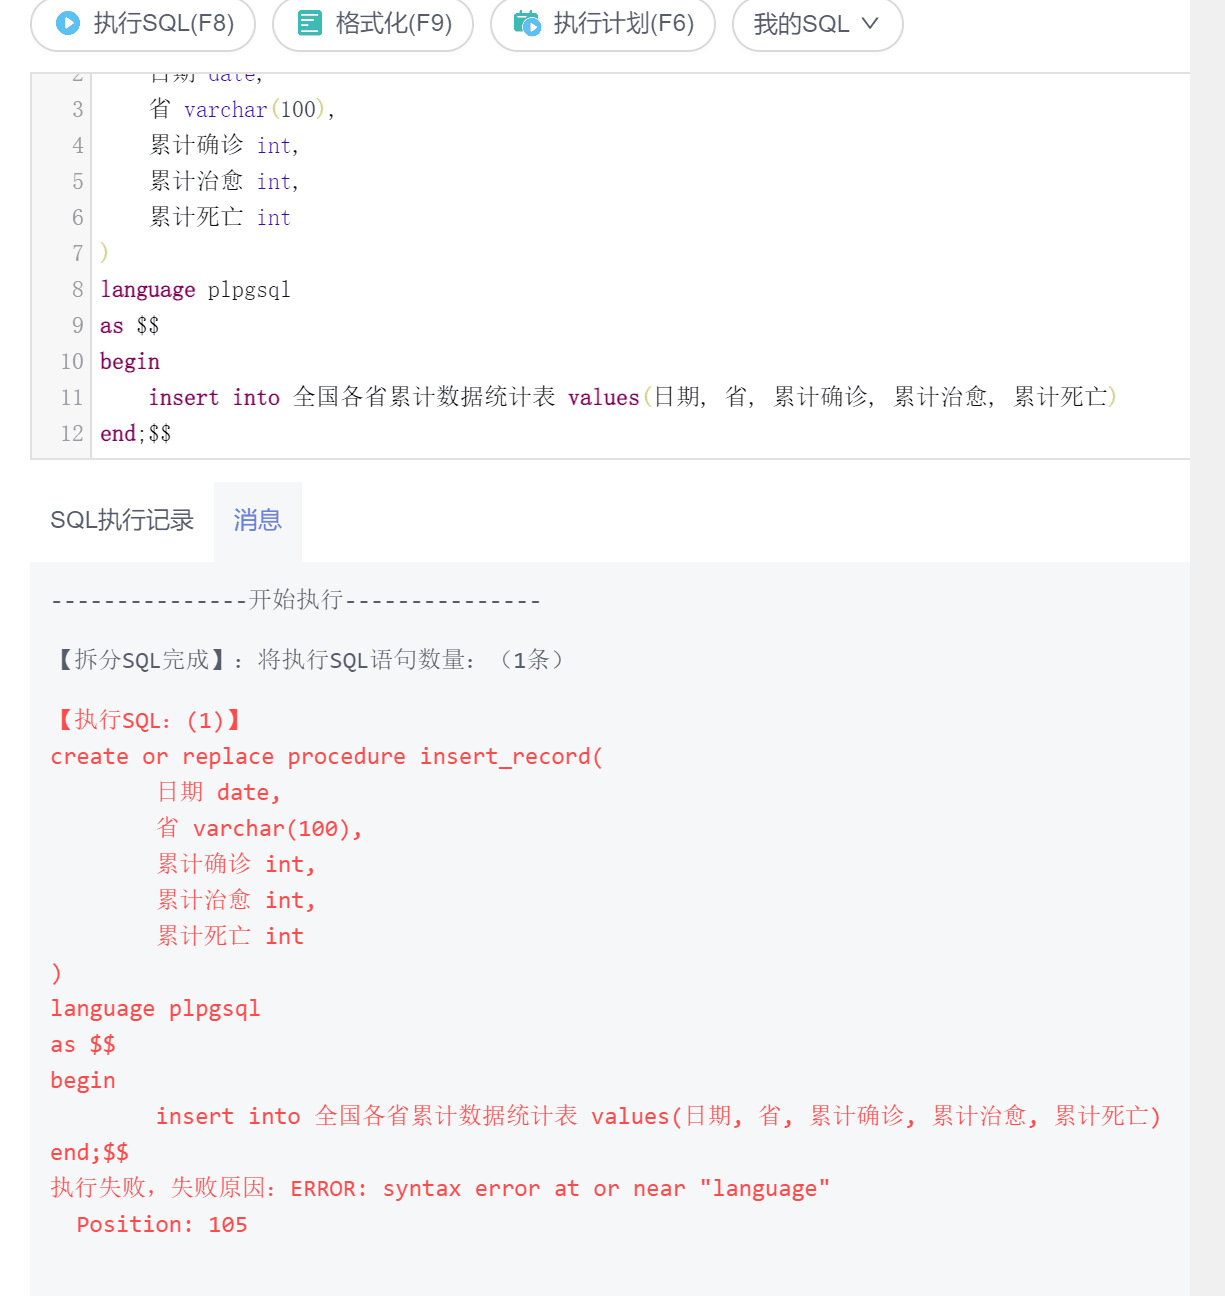 执行SQL(F8) 格式化(F9) 执行计划(F6) 我的SQL
2 日期 date,
3 省 varchar(100),
4 累计确诊 int,
5 累计治愈 int,
6 累计死亡 int
7 )
8 language plpgsql
9 as $$
10 begin
11 insert into 全国各省累计数据统计表 values(日期, 省, 累计确诊, 累计治愈, 累计死亡)
12 end;$$
SQL执行记录 消息
---------------开始执行---------------
【拆分SQL完成】：将执行SQL语句数量：（1条）
【执行SQL：(1)】
create or replace procedure insert_record(
日期 date,
省 varchar(100),
累计确诊 int,
累计治愈 int,
累计死亡 int
)
language plpgsql
as $$
begin
insert into 全国各省累计数据统计表 values(日期, 省, 累计确诊, 累计治愈, 累计死亡)
end;$$
执行失败，失败原因：ERROR: syntax error at or near "language"
Position: 105